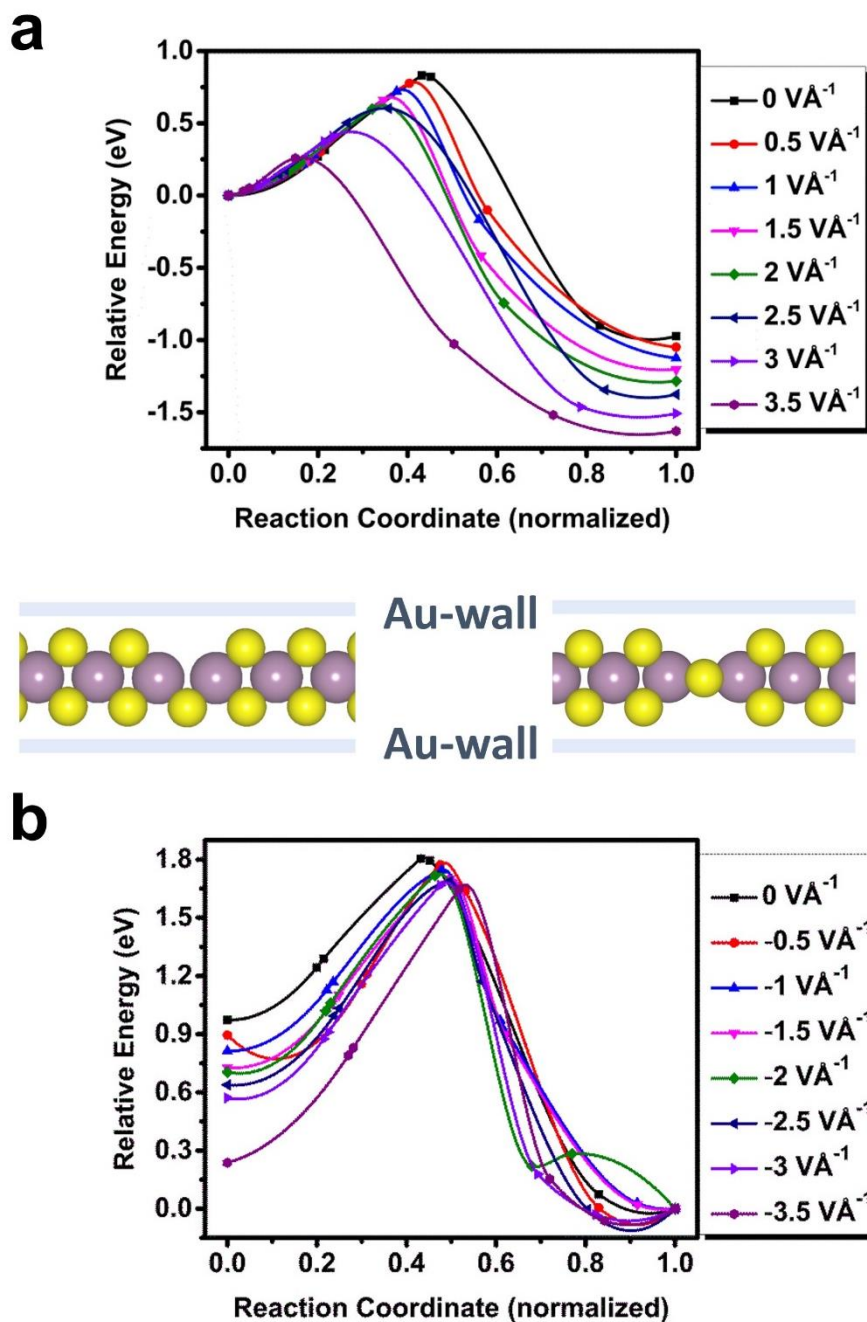 a
Relative Energy (eV)
1.0
0.5
0.0
-0.5
-1.0
-1.5
0.0 0.2 0.4 0.6 0.8 1.0
Reaction Coordinate (normalized)
0 VÅ⁻¹
0.5 VÅ⁻¹
1 VÅ⁻¹
1.5 VÅ⁻¹
2 VÅ⁻¹
2.5 VÅ⁻¹
3 VÅ⁻¹
3.5 VÅ⁻¹
Au-wall
Au-wall
b
Relative Energy (eV)
1.8
1.5
1.2
0.9
0.6
0.3
0.0
0.0 0.2 0.4 0.6 0.8 1.0
Reaction Coordinate (normalized)
0 VÅ⁻¹
-0.5 VÅ⁻¹
-1 VÅ⁻¹
-1.5 VÅ⁻¹
-2 VÅ⁻¹
-2.5 VÅ⁻¹
-3 VÅ⁻¹
-3.5 VÅ⁻¹